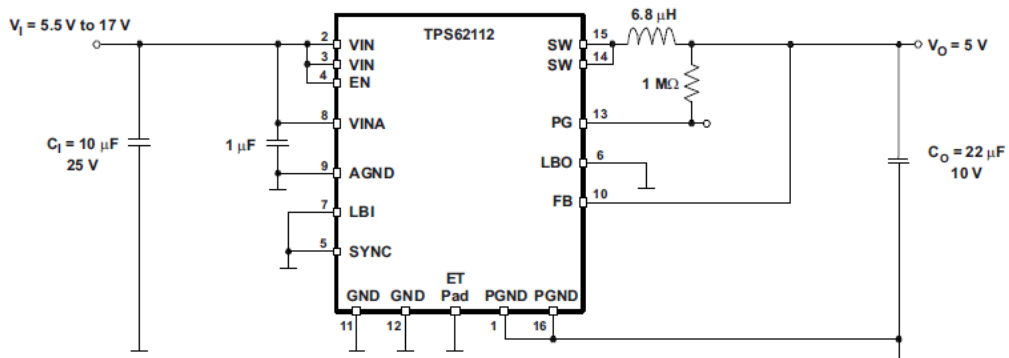 V_I = 5.5 V to 17 V
TPS62112
6.8 µH
V_O = 5 V
2 VIN
3 VIN
4 EN
8 VINA
9 AGND
7 LBI
5 SYNC
15 SW
14 SW
1 MΩ
13 PG
6 LBO
10 FB
C_I = 10 µF
25 V
1 µF
C_O = 22 µF
10 V
GND
GND
ET
Pad
PGND
PGND
11
12
1
16